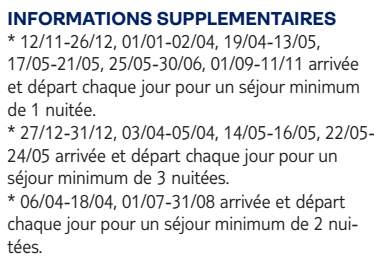 INFORMATIONS SUPPLEMENTAIRES
* 12/11-26/12, 01/01-02/04, 19/04-13/05,
17/05-21/05, 25/05-30/06, 01/09-11/11 arrivée
et départ chaque jour pour un séjour minimum
de 1 nuitée.
* 27/12-31/12, 03/04-05/04, 14/05-16/05, 22/05-
24/05 arrivée et départ chaque jour pour un
séjour minimum de 3 nuitées.
* 06/04-18/04, 01/07-31/08 arrivée et départ
chaque jour pour un séjour minimum de 2 nui-
tées.